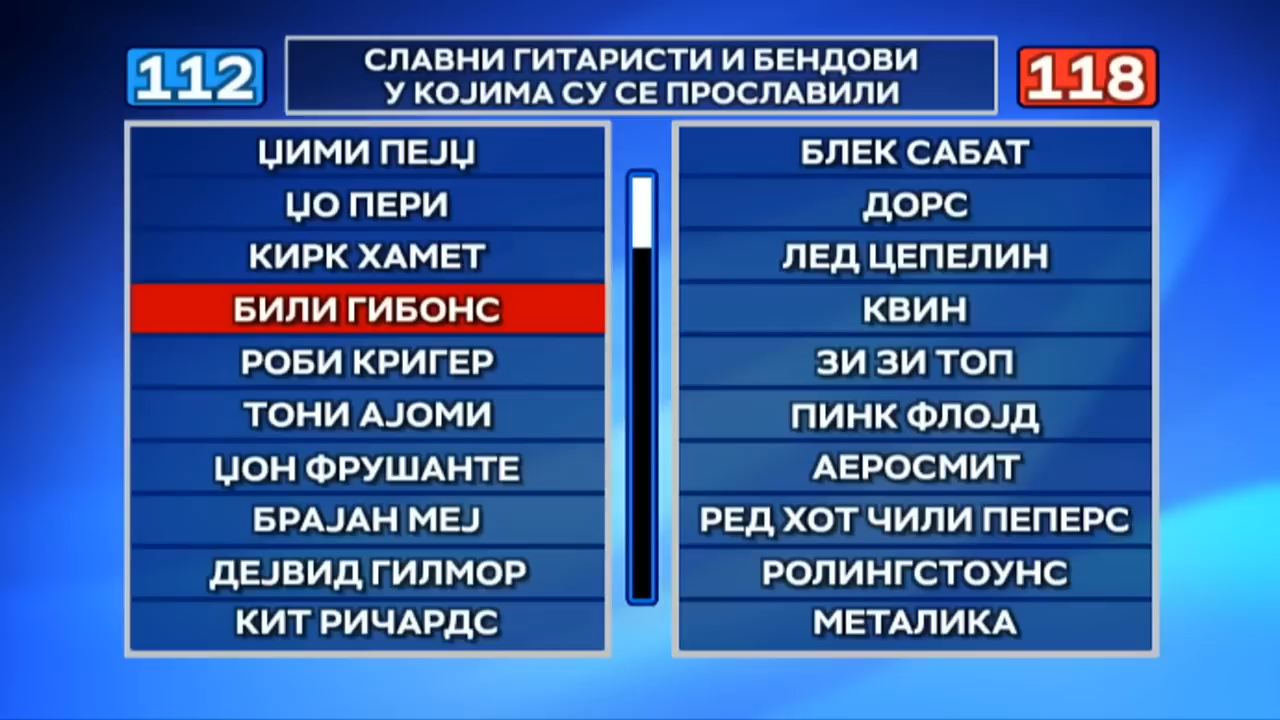 112
СЛАВНИ ГИТАРИСТИ И БЕНДОВИ
У КОЈИМА СУ СЕ ПРОСЛАВИЛИ
118
ЏИМИ ПЕЈЏ
ЏО ПЕРИ
КИРК ХАМЕТ
БИЛИ ГИБОНС
РОБИ КРИГЕР
ТОНИ АЈОМИ
ЏОН ФРУШАНТЕ
БРАЈАН МЕЈ
ДЕЈВИД ГИЛМОР
КИТ РИЧАРДС
БЛЕК САБАТ
ДОРС
ЛЕД ЦЕПЕЛИН
КВИН
ЗИ ЗИ ТОП
ПИНК ФЛОЈД
АЕРОСМИТ
РЕД ХОТ ЧИЛИ ПЕПЕРС
РОЛИНГСТОУНС
МЕТАЛИКА